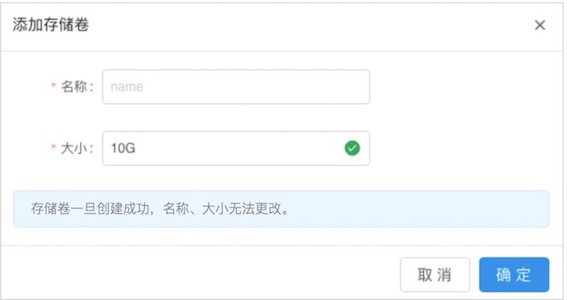 添加存储卷
* 名称：
name
* 大小：
10G
存储卷一旦创建成功，名称、大小无法更改。
取 消
确 定